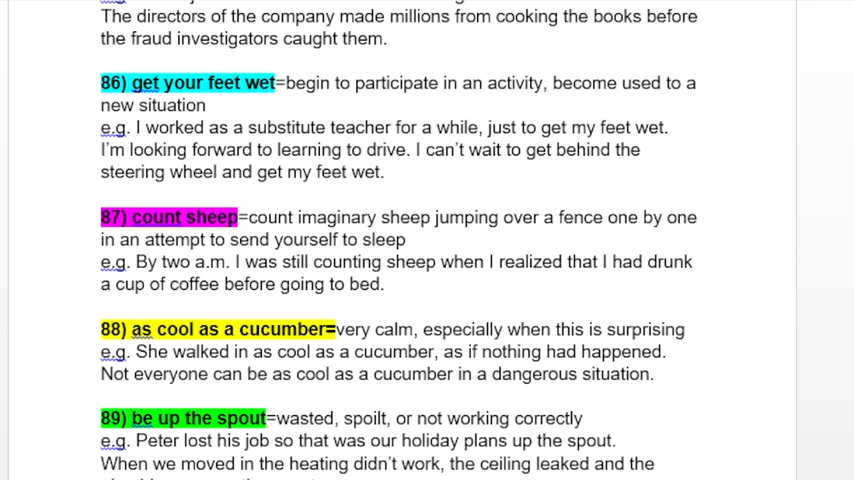 The directors of the company made millions from cooking the books before
the fraud investigators caught them.
86) get your feet wet=begin to participate in an activity, become used to a
new situation
e.g. I worked as a substitute teacher for a while, just to get my feet wet.
I'm looking forward to learning to drive. I can't wait to get behind the
steering wheel and get my feet wet.
87) count sheep=count imaginary sheep jumping over a fence one by one
in an attempt to send yourself to sleep
e.g. By two a.m. I was still counting sheep when I realized that I had drunk
a cup of coffee before going to bed.
88) as cool as a cucumber=very calm, especially when this is surprising
e.g. She walked in as cool as a cucumber, as if nothing had happened.
Not everyone can be as cool as a cucumber in a dangerous situation.
89) be up the spout=wasted, spoilt, or not working correctly
e.g. Peter lost his job so that was our holiday plans up the spout.
When we moved in the heating didn't work, the ceiling leaked and the